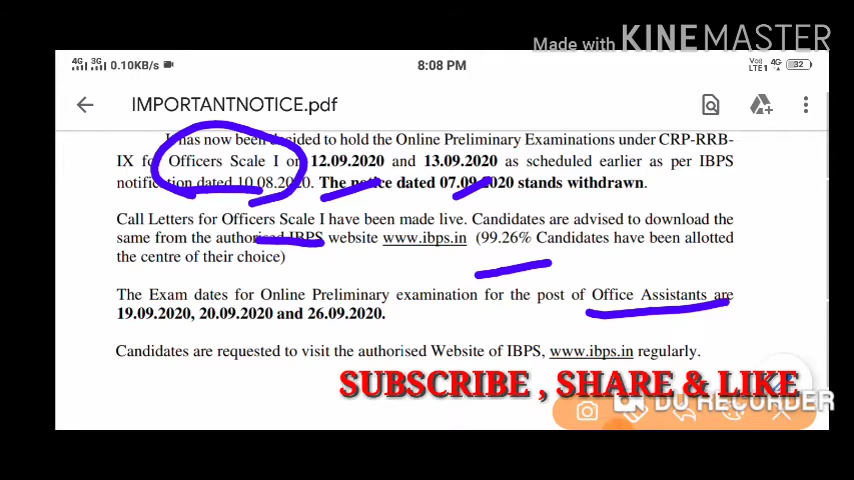 Made with KINEMASTER
4G 3G 0.10KB/s 8:08 PM VoII LTE1 4G 32
IMPORTANTNOTICE.pdf
It has now been decided to hold the Online Preliminary Examinations under CRP-RRB-
IX for Officers Scale I on 12.09.2020 and 13.09.2020 as scheduled earlier as per IBPS
notification dated 10.08.2020. The notice dated 07.09.2020 stands withdrawn.
Call Letters for Officers Scale I have been made live. Candidates are advised to download the
same from the authorised IBPS website www.ibps.in (99.26% Candidates have been allotted
the centre of their choice)
The Exam dates for Online Preliminary examination for the post of Office Assistants are
19.09.2020, 20.09.2020 and 26.09.2020.
Candidates are requested to visit the authorised Website of IBPS, www.ibps.in regularly.
SUBSCRIBE , SHARE & LIKE
DU RECORDER